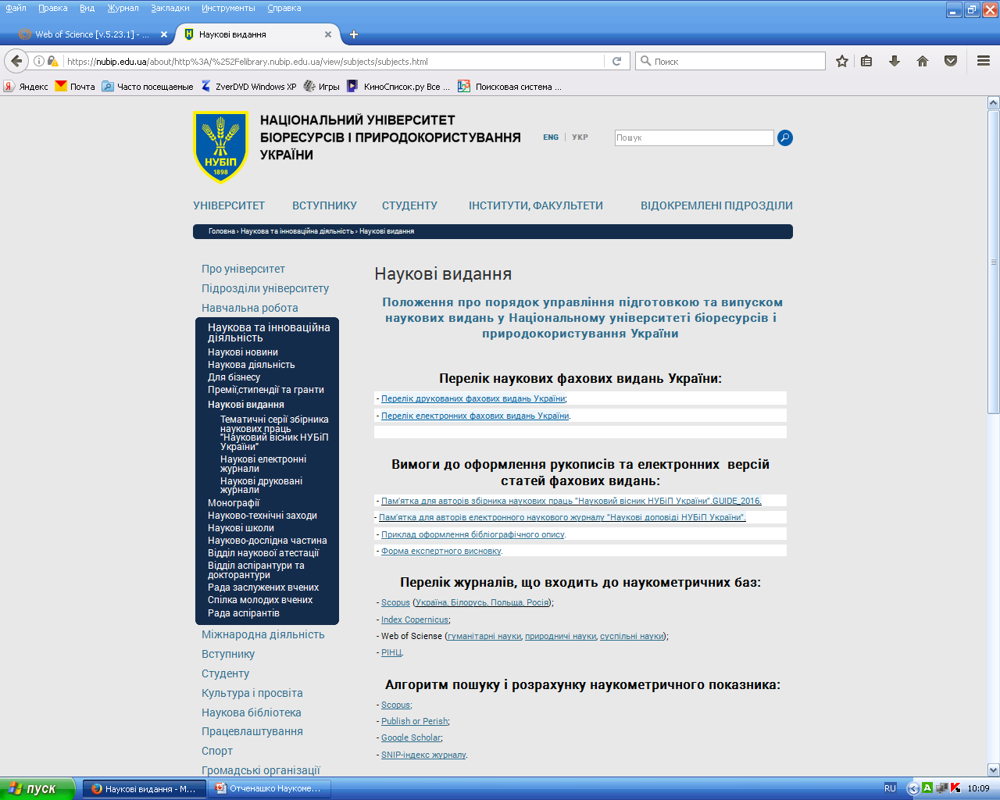 Файл Правка Вид Журнал Закладки Инструменты Справка
Web of Science [v.5.23.1] - ...
Наукові видання
https://nubip.edu.ua/about/http%3A/%252Felibrary.nubip.edu.ua/view/subjects/subjects.html
Поиск
Яндекс Почта Часто посещаемые ZverDVD Windows XP Игры КиноСписок.ру Все ... Поисковая система ...
НАЦІОНАЛЬНИЙ УНІВЕРСИТЕТ
БІОРЕСУРСІВ І ПРИРОДОКОРИСТУВАННЯ
УКРАЇНИ
НУБІП
1898
ENG | УКР
Пошук
УНІВЕРСИТЕТ ВСТУПНИКУ СТУДЕНТУ ІНСТИТУТИ, ФАКУЛЬТЕТИ ВІДОКРЕМЛЕНІ ПІДРОЗДІЛИ
Головна › Наукова та інноваційна діяльність › Наукові видання
Про університет
Підрозділи університету
Навчальна робота
Наукова та інноваційна
діяльність
Наукові новини
Наукова діяльність
Для бізнесу
Премії,стипендії та гранти
Наукові видання
Тематичні серії збірника
наукових праць
"Науковий вісник НУБіП
України"
Наукові електронні
журнали
Наукові друковані
журнали
Монографії
Науково-технічні заходи
Наукові школи
Науково-дослідна частина
Відділ наукової атестації
Відділ аспірантури та
докторантури
Рада заслужених вчених
Спілка молодих вчених
Рада аспірантів
Міжнародна діяльність
Вступнику
Студенту
Культура і просвіта
Наукова бібліотека
Працевлаштування
Спорт
Громадські організації
Наукові видання
Положення про порядок управління підготовкою та випуском
наукових видань у Національному університеті біоресурсів і
природокористування України
Перелік наукових фахових видань України:
- Перелік друкованих фахових видань України;
- Перелік електронних фахових видань України.
Вимоги до оформлення рукописів та електронних версій
статей фахових видань:
- Пам'ятка для авторів збірника наукових праць "Науковий вісник НУБіП України".GUIDE_2016.
- Пам'ятка для авторів електронного наукового журналу "Наукові доповіді НУБіП України".
- Приклад оформлення бібліографічного опису.
- Форма експертного висновку.
Перелік журналів, що входить до наукометричних баз:
- Scopus (Україна, Білорусь, Польща, Росія);
- Index Copernicus;
- Web of Sciense (гуманітарні науки, природничі науки, суспільні науки);
- РІНЦ.
Алгоритм пошуку і розрахунку наукометричного показника:
- Scopus;
- Publish or Perish;
- Google Scholar;
- SNIP-індекс журналу.
пуск
Наукові видання - M...
Отченашко Наукоме...
RU
10:09